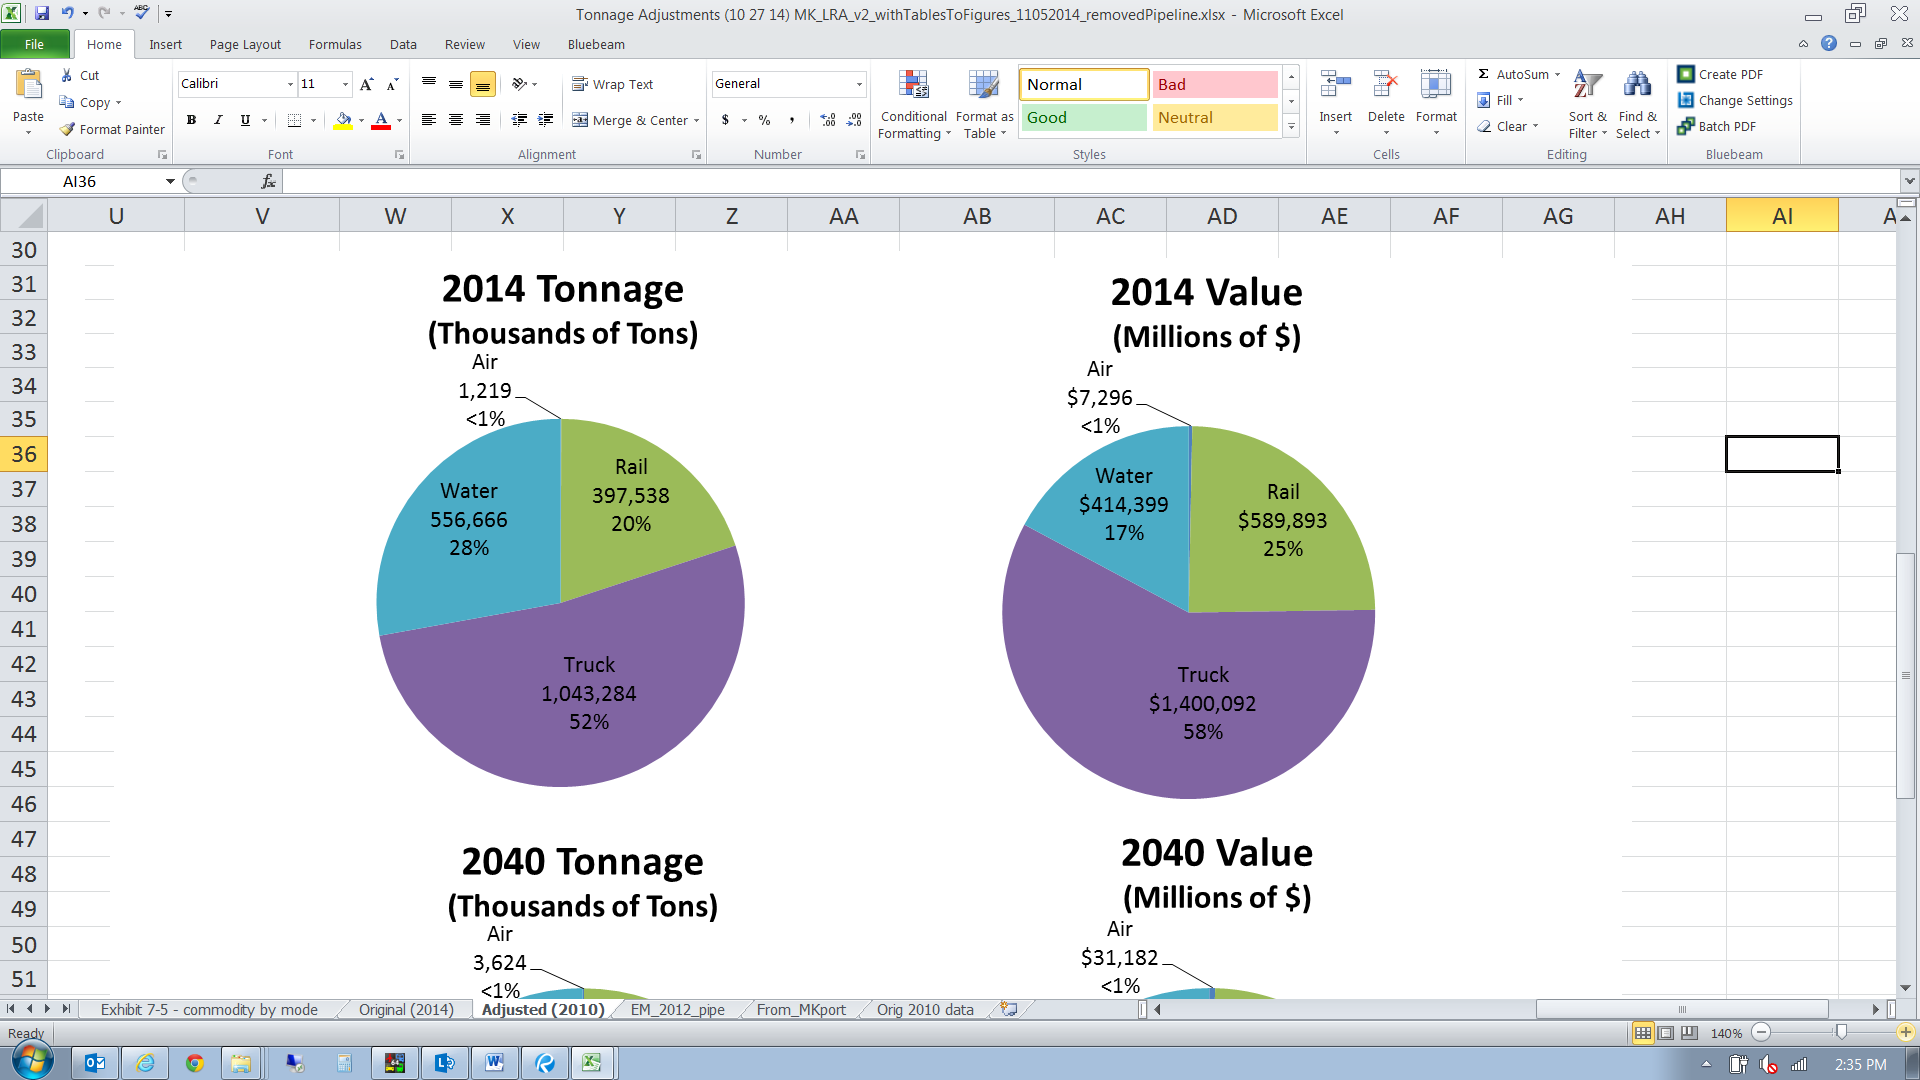 Tonnage Adjustments (10 27 14) MK_LRA_v2_withTablesToFigures_11052014_removedPipeline.xlsx - Microsoft Excel
File Home Insert Page Layout Formulas Data Review View Bluebeam
Paste
Cut
Copy
Format Painter
Clipboard
Calibri 11
B I U
Font
Wrap Text
Merge & Center
Alignment
General
$ % ,
Number
Conditional Formatting
Format as Table
Normal Bad
Good Neutral
Styles
Insert Delete Format
Cells
Σ AutoSum
Fill
Clear
Sort & Filter
Find & Select
Editing
Create PDF
Change Settings
Batch PDF
Bluebeam
AI36
fx
U V W X Y Z AA AB AC AD AE AF AG AH AI A
30
31
32
33
34
35
36
37
38
39
40
41
42
43
44
45
46
47
48
49
50
51
2014 Tonnage
(Thousands of Tons)
Air
1,219
<1%
Rail
397,538
20%
Water
556,666
28%
Truck
1,043,284
52%
2014 Value
(Millions of $)
Air
$7,296
<1%
Water
$414,399
17%
Rail
$589,893
25%
Truck
$1,400,092
58%
2040 Tonnage
(Thousands of Tons)
Air
3,624
<1%
2040 Value
(Millions of $)
Air
$31,182
<1%
Exhibit 7-5 - commodity by mode Original (2014) Adjusted (2010) EM_2012_pipe From_MKport Orig 2010 data
Ready
140%
2:35 PM